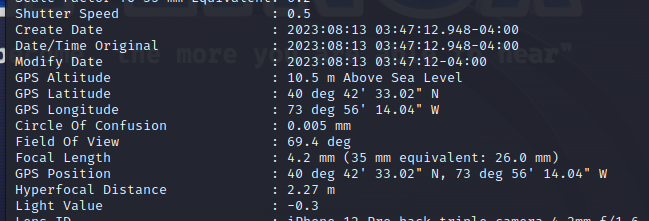 Scale Factor To 35 mm Equivalent: 6.2
Shutter Speed : 0.5
Create Date : 2023:08:13 03:47:12.948-04:00
Date/Time Original : 2023:08:13 03:47:12.948-04:00
Modify Date : 2023:08:13 03:47:12-04:00
the more yo near"
GPS Altitude : 10.5 m Above Sea Level
GPS Latitude : 40 deg 42' 33.02" N
GPS Longitude : 73 deg 56' 14.04" W
Circle Of Confusion : 0.005 mm
Field Of View : 69.4 deg
Focal Length : 4.2 mm (35 mm equivalent: 26.0 mm)
GPS Position : 40 deg 42' 33.02" N, 73 deg 56' 14.04" W
Hyperfocal Distance : 2.27 m
Light Value : -0.3
Lens ID : iPhone 12 Pro back triple camera 4.2mm f/1.6